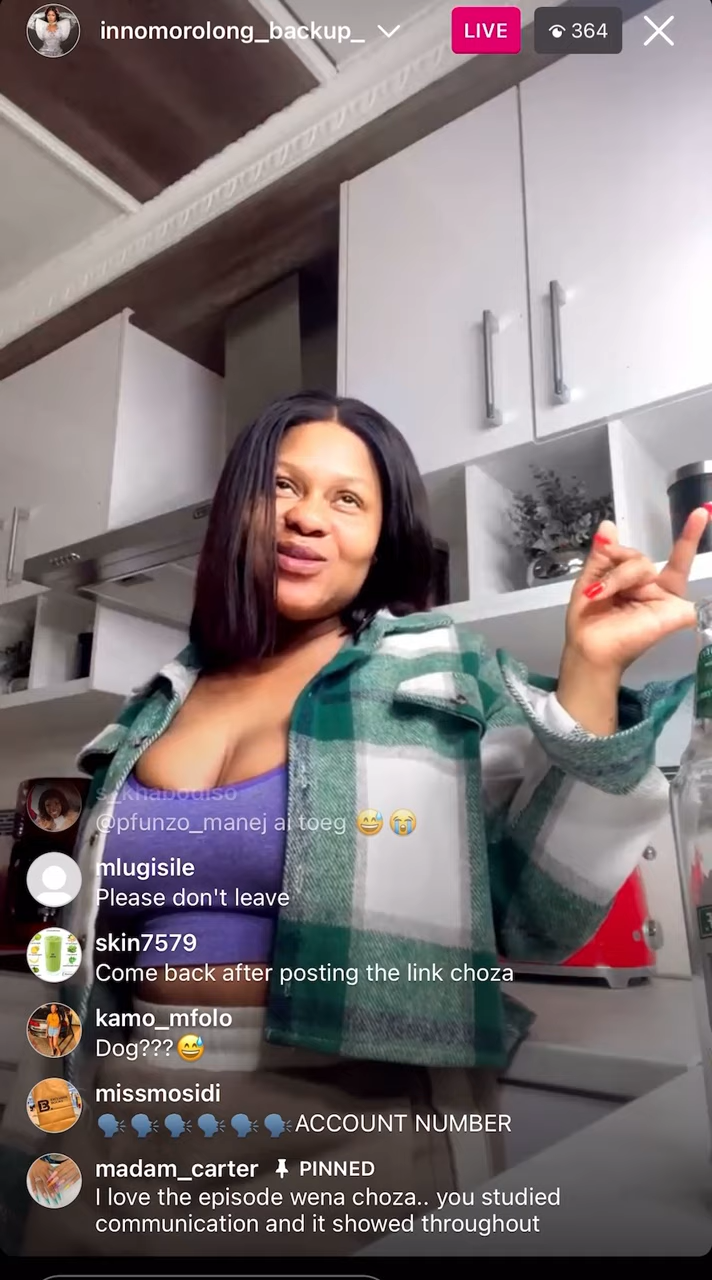 innomorolong_backup_
LIVE
364
s_khabodiso
@pfunzo_manej ai toeg 😅 😭
mlugisile
Please don't leave
skin7579
Come back after posting the link choza
kamo_mfolo
Dog???😅
missmosidi
🗣️🗣️🗣️🗣️🗣️🗣️ACCOUNT NUMBER
madam_carter 📌 PINNED
I love the episode wena choza.. you studied
communication and it showed throughout